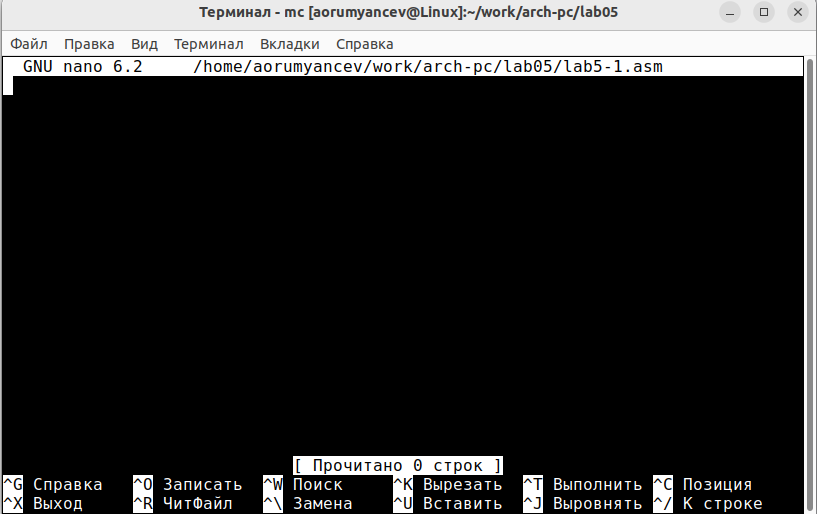 Терминал - mc [aorumyancev@Linux]:~/work/arch-pc/lab05
Файл Правка Вид Терминал Вкладки Справка
GNU nano 6.2 /home/aorumyancev/work/arch-pc/lab05/lab5-1.asm
[ Прочитано 0 строк ]
^G Справка ^O Записать ^W Поиск ^K Вырезать ^T Выполнить ^C Позиция
^X Выход ^R ЧитФайл ^\ Замена ^U Вставить ^J Выровнять ^/ К строке